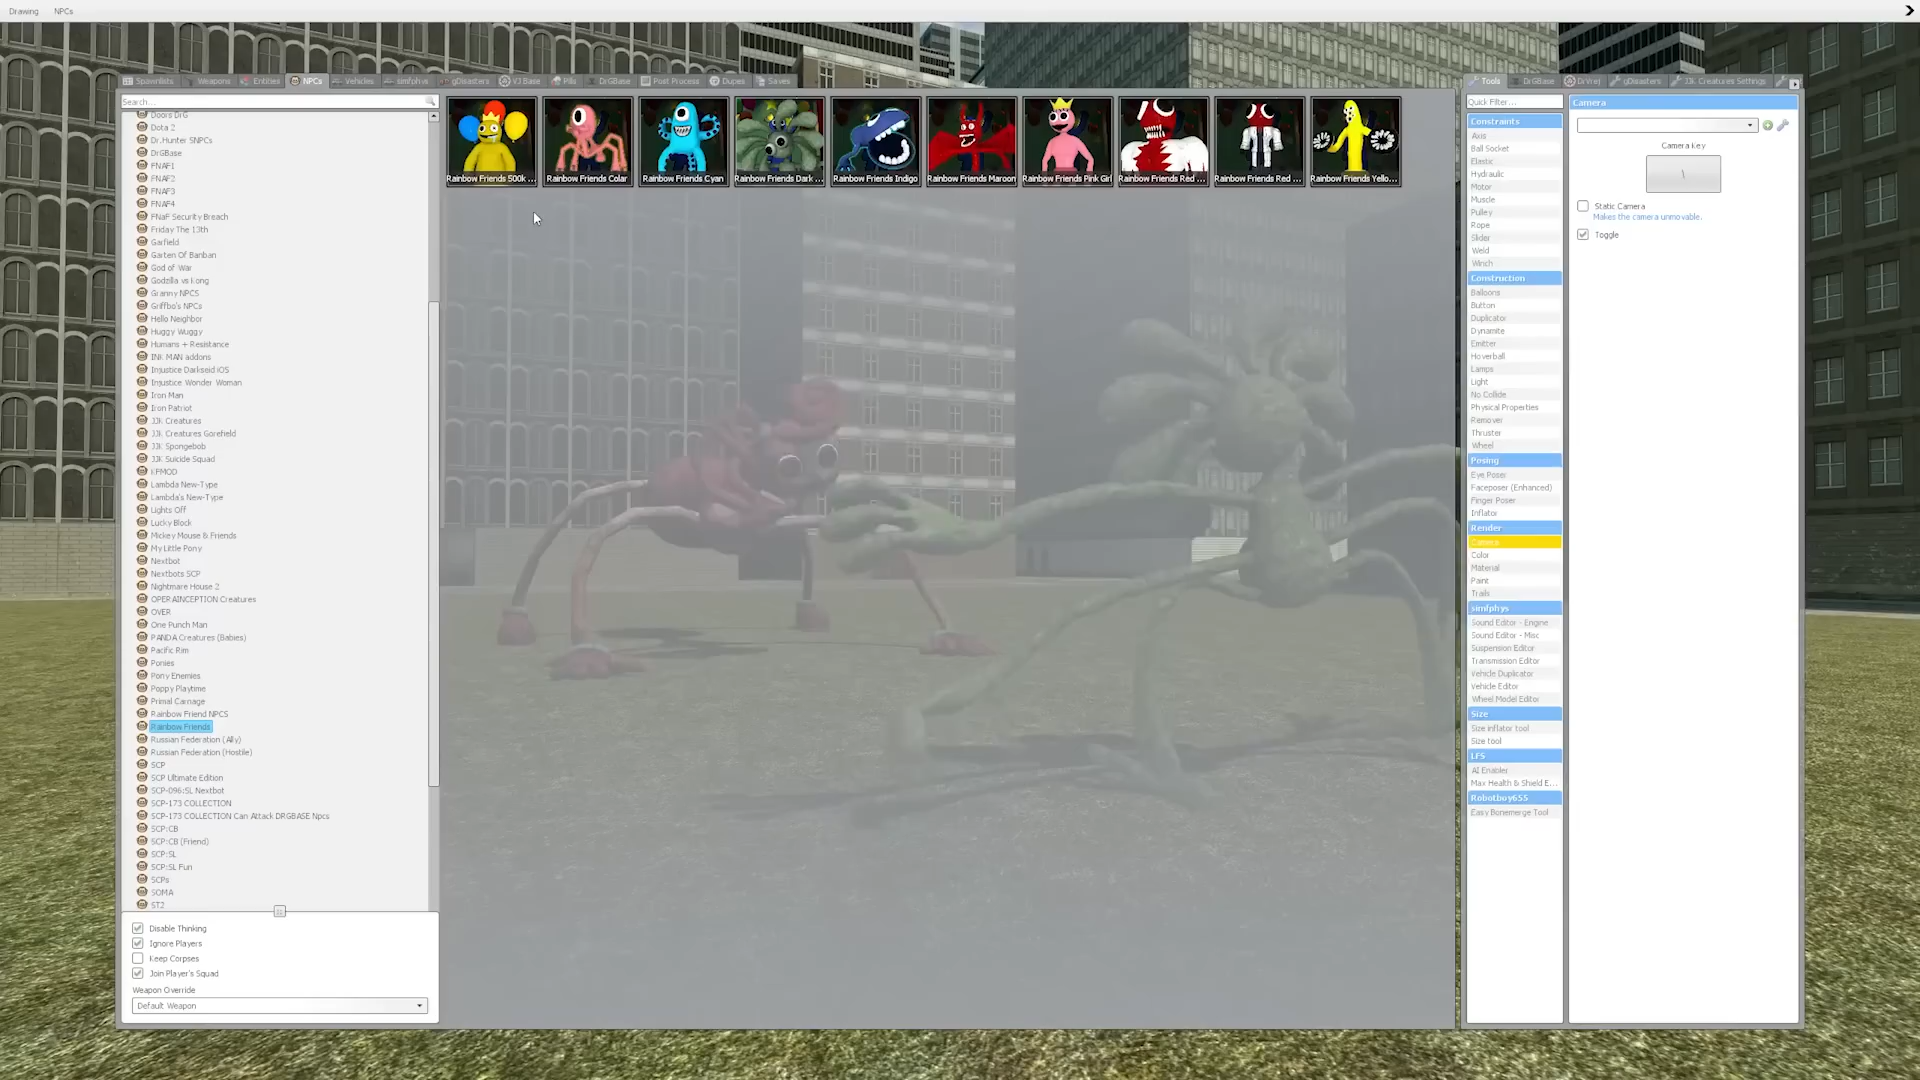 Drawing NPCs
Spawnlists Weapons Entities NPCs Vehicles simfphys gDisasters VJ Base Pills DrGBase Post Process Dupes Saves
Search...
Doors DrG
Dota 2
Dr.Hunter SNPCs
DrGBase
FNAF1
FNAF2
FNAF3
FNAF4
FNaF Security Breach
Friday The 13th
Garfield
Garten Of Banban
God of War
Godzilla vs Kong
Granny NPCS
Griffbo's NPCs
Hello Neighbor
Huggy Wuggy
Humans + Resistance
INK MAN addons
Injustice Darkseid iOS
Injustice Wonder Woman
Iron Man
Iron Patriot
JJK Creatures
JJK Creatures Gorefield
JJK Spongebob
JJK Suicide Squad
KFMOD
Lambda New-Type
Lambda's New-Type
Lights Off
Lucky Block
Mickey Mouse & Friends
My Little Pony
Nextbot
Nextbots SCP
Nightmare House 2
OPERAINCEPTION Creatures
OVER
One Punch Man
PANDA Creatures (Babies)
Pacific Rim
Ponies
Pony Enemies
Poppy Playtime
Primal Carnage
Rainbow Friend NPCS
Rainbow Friends
Russian Federation (Ally)
Russian Federation (Hostile)
SCP
SCP Ultimate Edition
SCP-096:SL Nextbot
SCP-173 COLLECTION
SCP-173 COLLECTION Can Attack DRGBASE Npcs
SCP:CB
SCP:CB (Friend)
SCP:SL
SCP:SL Fun
SCPs
SOMA
ST2
Disable Thinking
Ignore Players
Keep Corpses
Join Player's Squad
Weapon Override
Default Weapon
Rainbow Friends 500k ...
Rainbow Friends Colar
Rainbow Friends Cyan
Rainbow Friends Dark ...
Rainbow Friends Indigo
Rainbow Friends Maroon
Rainbow Friends Pink Girl
Rainbow Friends Red ...
Rainbow Friends Red ...
Rainbow Friends Yello...
Tools DrGBase DrVrej gDisasters JJK Creatures Settings
Quick Filter...
Constraints
Axis
Ball Socket
Elastic
Hydraulic
Motor
Muscle
Pulley
Rope
Slider
Weld
Winch
Construction
Balloons
Button
Duplicator
Dynamite
Emitter
Hoverball
Lamps
Light
No Collide
Physical Properties
Remover
Thruster
Wheel
Posing
Eye Poser
Faceposer (Enhanced)
Finger Poser
Inflator
Render
Camera
Color
Material
Paint
Trails
simfphys
Sound Editor - Engine
Sound Editor - Misc
Suspension Editor
Transmission Editor
Vehicle Duplicator
Vehicle Editor
Wheel Model Editor
Size
Size inflator tool
Size tool
LFS
AI Enabler
Max Health & Shield E...
Robotboy655
Easy Bonemerge Tool
Camera
Camera Key
\
Static Camera
Makes the camera unmovable.
Toggle